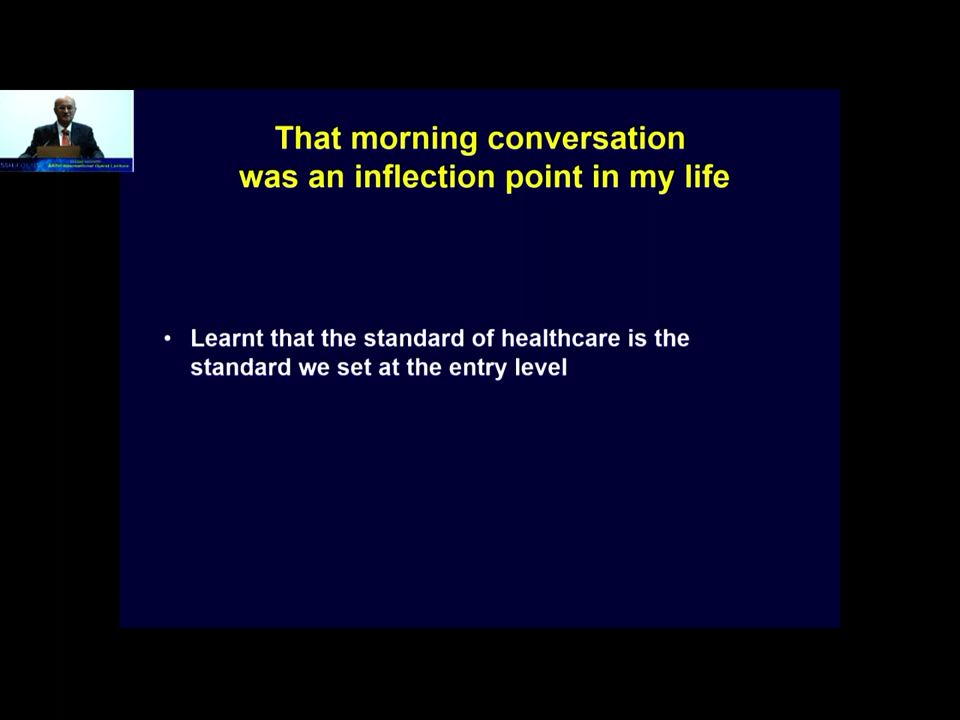 That morning conversation
was an inflection point in my life
• Learnt that the standard of healthcare is the
standard we set at the entry level